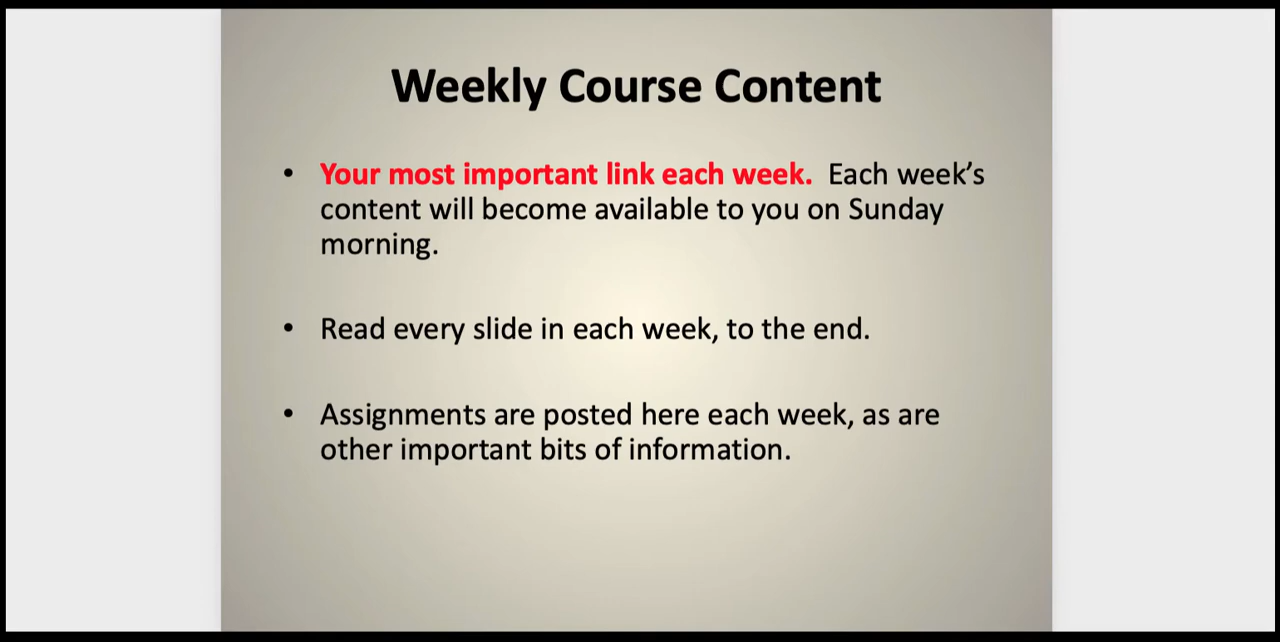 Weekly Course Content
• Your most important link each week. Each week’s
content will become available to you on Sunday
morning.
• Read every slide in each week, to the end.
• Assignments are posted here each week, as are
other important bits of information.